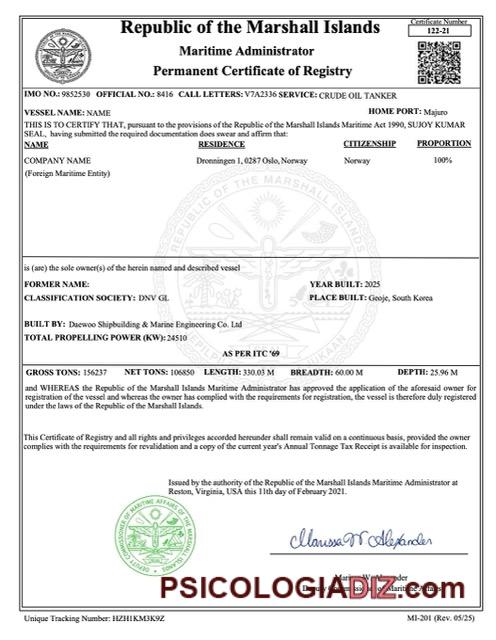 Republic of the Marshall Islands
Maritime Administrator
Permanent Certificate of Registry
Certificate Number
122-21
IMO NO.: 9852530 OFFICIAL NO.: 8416 CALL LETTERS: V7A2336 SERVICE: CRUDE OIL TANKER
VESSEL NAME: NAME HOME PORT: Majuro
THIS IS TO CERTIFY THAT, pursuant to the provisions of the Republic of the Marshall Islands Maritime Act 1990, SUJOY KUMAR
SEAL, having submitted the required documentation does swear and affirm that:
NAME RESIDENCE CITIZENSHIP PROPORTION
COMPANY NAME Dronningen 1, 0287 Oslo, Norway Norway 100%
(Foreign Maritime Entity)
REPUBLIC OF THE MARSHALL ISLANDS
is (are) the sole owner(s) of the herein named and described vessel
FORMER NAME: YEAR BUILT: 2025
CLASSIFICATION SOCIETY: DNV GL PLACE BUILT: Geoje, South Korea
BUILT BY: Daewoo Shipbuilding & Marine Engineering Co. Ltd
TOTAL PROPELLING POWER (KW): 24510
AS PER ITC '69
GROSS TONS: 156237 NET TONS: 106850 LENGTH: 330.03 M BREADTH: 60.00 M DEPTH: 25.96 M
and WHEREAS the Republic of the Marshall Islands Maritime Administrator has approved the application of the aforesaid owner for
registration of the vessel and whereas the owner has complied with the requirements for registration, the vessel is therefore duly registered
under the laws of the Republic of the Marshall Islands.
This Certificate of Registry and all rights and privileges accorded hereunder shall remain valid on a continuous basis, provided the owner
complies with the requirements for revalidation and a copy of the current year's Annual Tonnage Tax Receipt is available for inspection.
Issued by the authority of the Republic of the Marshall Islands Maritime Administrator at
Reston, Virginia, USA this 11th day of February 2021.
Marissa W Alexander
Deputy Commissioner of Maritime Affairs
PSICOLOGIADIZ.com
Unique Tracking Number: HZH1KM3K9Z MI-201 (Rev. 05/25)